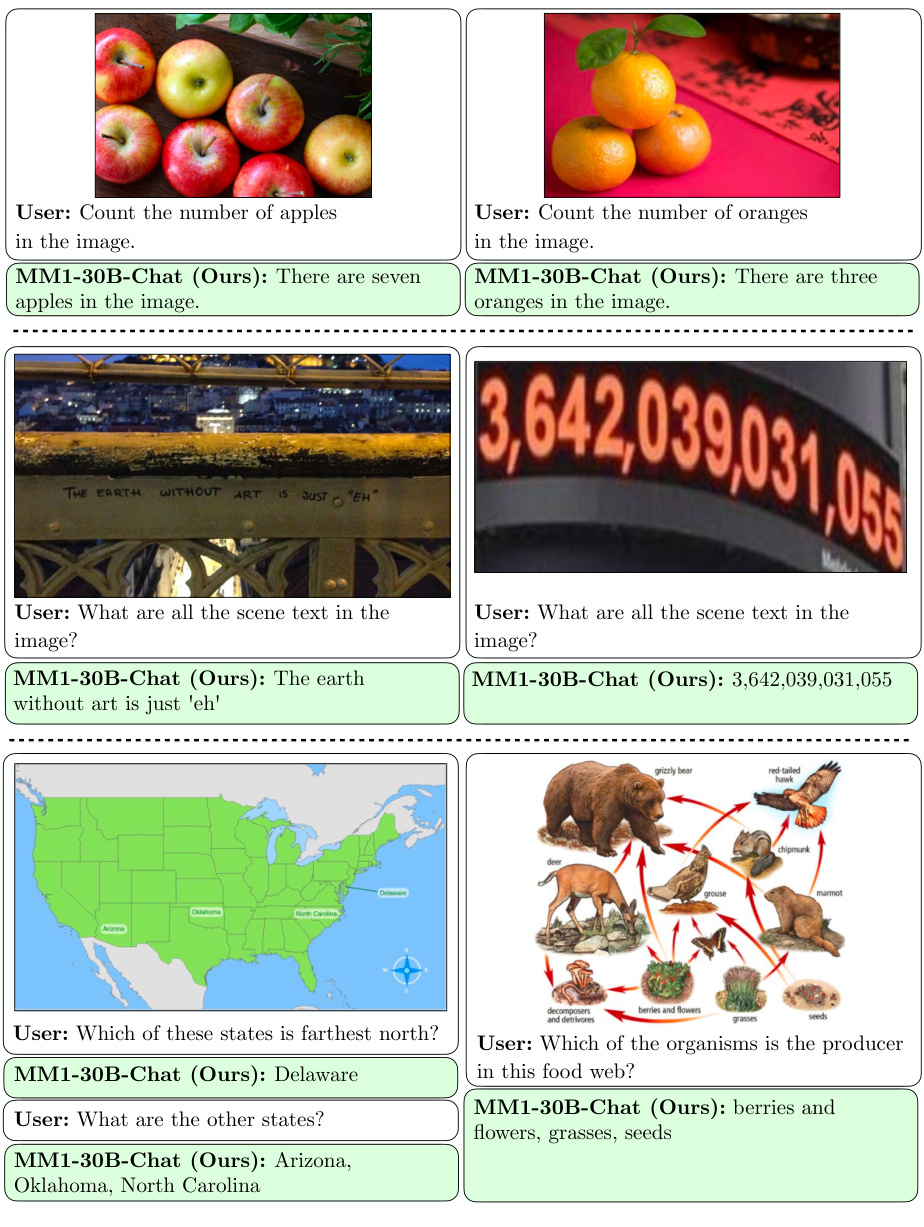 User: Count the number of apples
in the image.
MM1-30B-Chat (Ours): There are seven
apples in the image.
User: Count the number of oranges
in the image.
MM1-30B-Chat (Ours): There are three
oranges in the image.
THE EARTH WITHOUT ART IS JUST "EH"
User: What are all the scene text in the
image?
MM1-30B-Chat (Ours): The earth
without art is just 'eh'
3,642,039,031,055
User: What are all the scene text in the
image?
MM1-30B-Chat (Ours): 3,642,039,031,055
Delaware
Oklahoma
North Carolina
Arizona
N
W
E
S
User: Which of these states is farthest north?
MM1-30B-Chat (Ours): Delaware
User: What are the other states?
MM1-30B-Chat (Ours): Arizona,
Oklahoma, North Carolina
grizzly bear
red-tailed
hawk
chipmunk
deer
grouse
marmot
decomposers
and detrivores
berries and flowers
grasses
seeds
User: Which of the organisms is the producer
in this food web?
MM1-30B-Chat (Ours): berries and
flowers, grasses, seeds